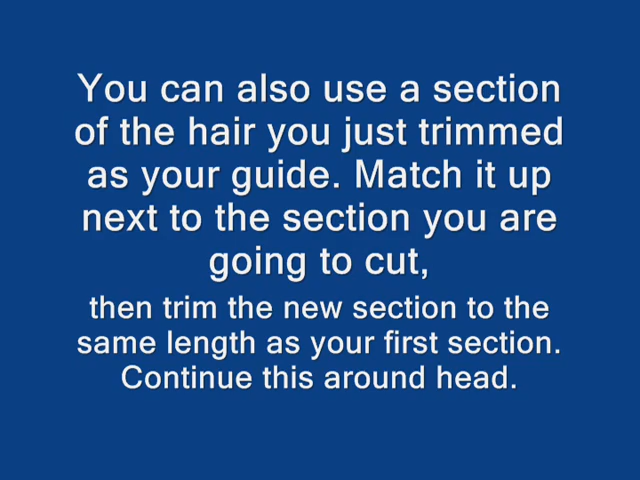 You can also use a section
of the hair you just trimmed
as your guide. Match it up
next to the section you are
going to cut,
then trim the new section to the
same length as your first section.
Continue this around head.